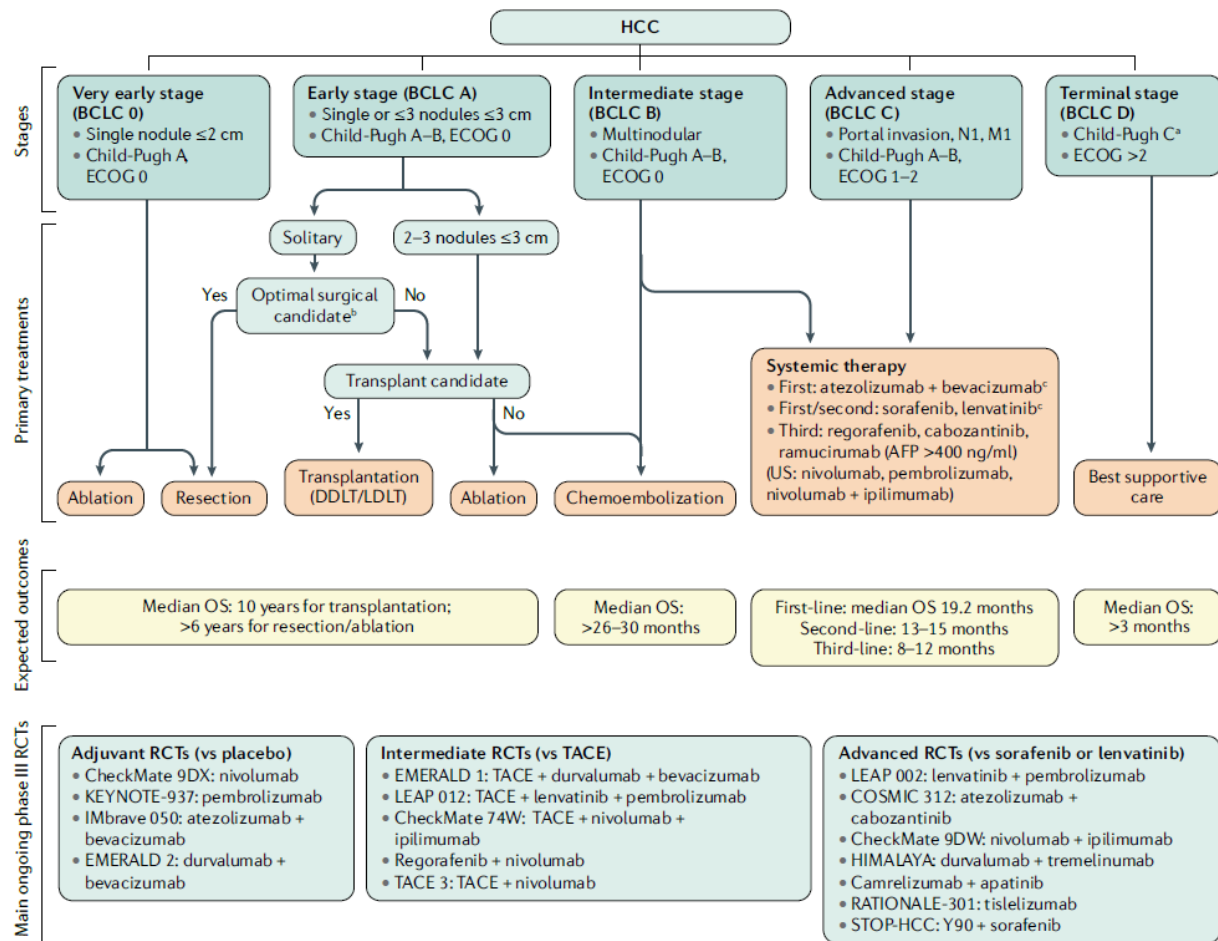 HCC
Stages
Very early stage
(BCLC 0)
• Single nodule ≤2 cm
• Child-Pugh A,
ECOG 0
Early stage (BCLC A)
• Single or ≤3 nodules ≤3 cm
• Child-Pugh A–B, ECOG 0
Intermediate stage
(BCLC B)
• Multinodular
• Child-Pugh A–B,
ECOG 0
Advanced stage
(BCLC C)
• Portal invasion, N1, M1
• Child-Pugh A–B,
ECOG 1–2
Terminal stage
(BCLC D)
• Child-Pugh Cᵃ
• ECOG >2
Primary treatments
Solitary
2–3 nodules ≤3 cm
Yes
Optimal surgical
candidateᵇ
No
Transplant candidate
Yes
No
Ablation
Resection
Transplantation
(DDLT/LDLT)
Ablation
Chemoembolization
Systemic therapy
• First: atezolizumab + bevacizumabᶜ
• First/second: sorafenib, lenvatinibᶜ
• Third: regorafenib, cabozantinib,
ramucirumab (AFP >400 ng/ml)
(US: nivolumab, pembrolizumab,
nivolumab + ipilimumab)
Best supportive
care
Expected outcomes
Median OS: 10 years for transplantation;
>6 years for resection/ablation
Median OS:
>26–30 months
First-line: median OS 19.2 months
Second-line: 13–15 months
Third-line: 8–12 months
Median OS:
>3 months
Main ongoing phase III RCTs
Adjuvant RCTs (vs placebo)
• CheckMate 9DX: nivolumab
• KEYNOTE-937: pembrolizumab
• IMbrave 050: atezolizumab +
bevacizumab
• EMERALD 2: durvalumab +
bevacizumab
Intermediate RCTs (vs TACE)
• EMERALD 1: TACE + durvalumab + bevacizumab
• LEAP 012: TACE + lenvatinib + pembrolizumab
• CheckMate 74W: TACE + nivolumab +
ipilimumab
• Regorafenib + nivolumab
• TACE 3: TACE + nivolumab
Advanced RCTs (vs sorafenib or lenvatinib)
• LEAP 002: lenvatinib + pembrolizumab
• COSMIC 312: atezolizumab +
cabozantinib
• CheckMate 9DW: nivolumab + ipilimumab
• HIMALAYA: durvalumab + tremelinumab
• Camrelizumab + apatinib
• RATIONALE-301: tislelizumab
• STOP-HCC: Y90 + sorafenib